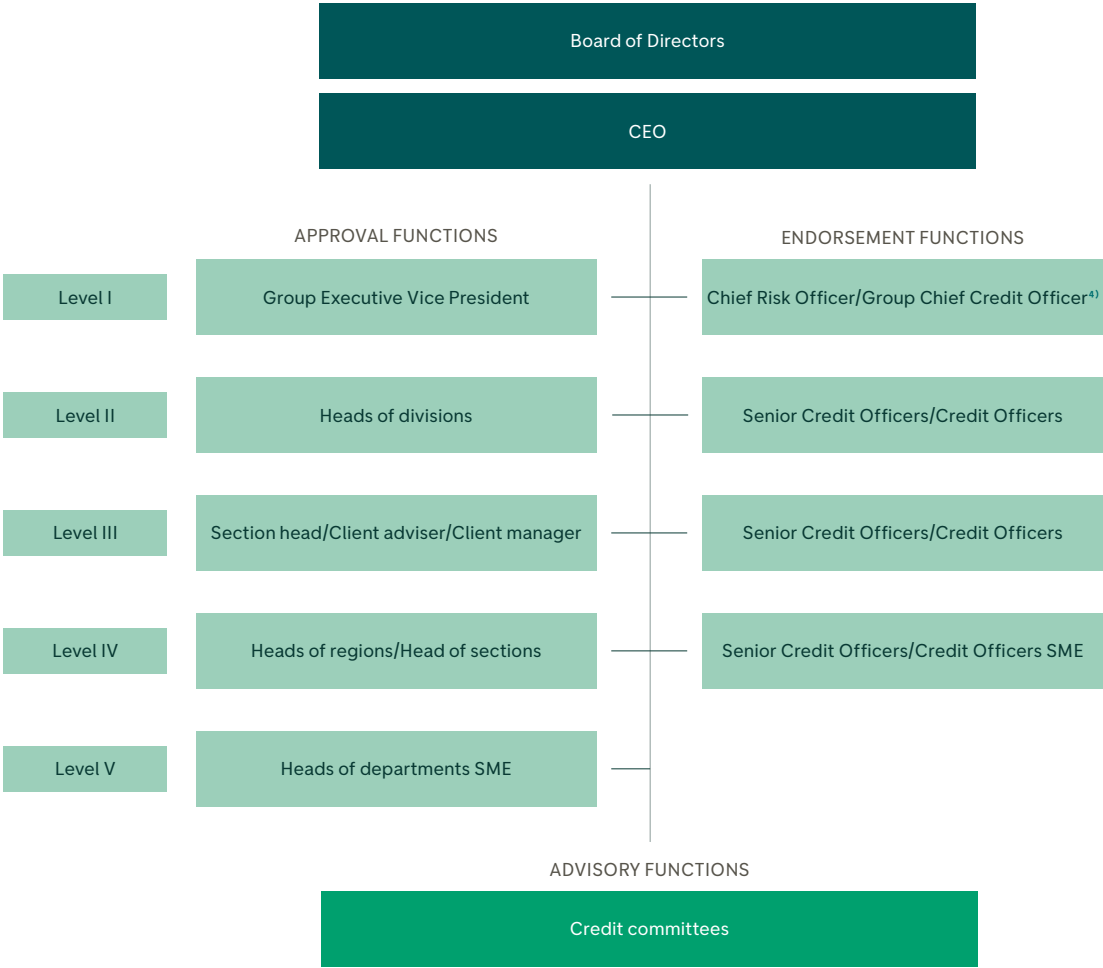 Board of Directors
CEO
APPROVAL FUNCTIONS
ENDORSEMENT FUNCTIONS
Level I
Group Executive Vice President
Chief Risk Officer/Group Chief Credit Officer⁴⁾
Level II
Heads of divisions
Senior Credit Officers/Credit Officers
Level III
Section head/Client adviser/Client manager
Senior Credit Officers/Credit Officers
Level IV
Heads of regions/Head of sections
Senior Credit Officers/Credit Officers SME
Level V
Heads of departments SME
ADVISORY FUNCTIONS
Credit committees